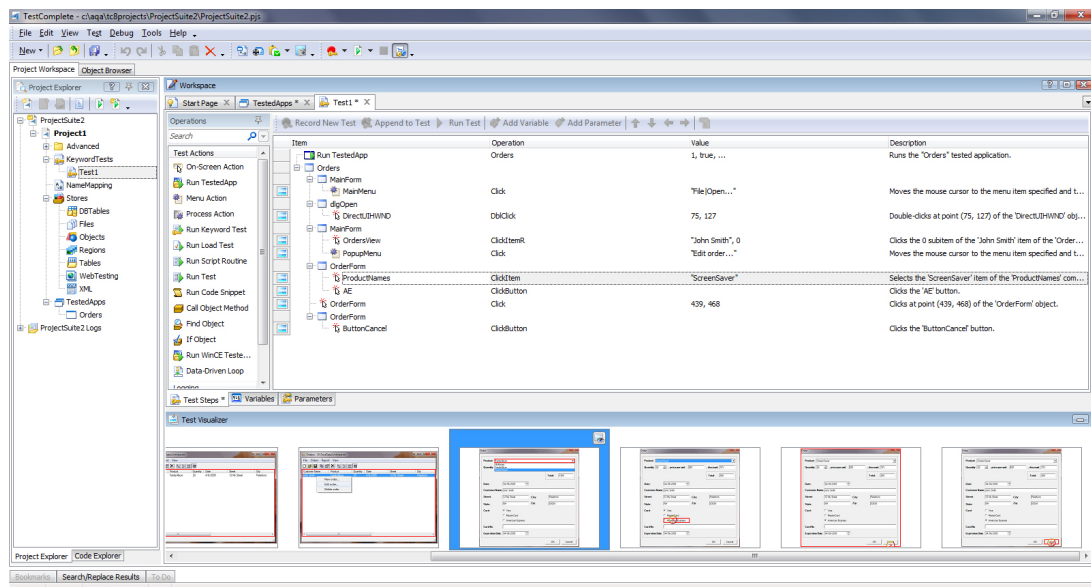 TestComplete - c:\aqa\tc8projects\ProjectSuite2\ProjectSuite2.pjs
File Edit View Test Debug Tools Help
New
Project Workspace Object Browser
Project Explorer
ProjectSuite2
Project1
Advanced
KeywordTests
Test1
NameMapping
Stores
DBTables
Files
Objects
Regions
Tables
WebTesting
XML
TestedApps
Orders
ProjectSuite2 Logs
Project Explorer Code Explorer
Workspace
Start Page X TestedApps * X Test1 * X
Operations
Search
Test Actions
On-Screen Action
Run TestedApp
Menu Action
Process Action
Run Keyword Test
Run Load Test
Run Script Routine
Run Test
Run Code Snippet
Call Object Method
Find Object
If Object
Run WinCE Teste...
Data-Driven Loop
Logging
Record New Test Append to Test Run Test Add Variable Add Parameter
Item Operation Value Description
Run TestedApp Orders 1, true, ... Runs the "Orders" tested application.
Orders
MainForm
MainMenu Click "File|Open..." Moves the mouse cursor to the menu item specified and t...
dlgOpen
DirectUIHWND DblClick 75, 127 Double-clicks at point (75, 127) of the 'DirectUIHWND' obj...
MainForm
OrdersView ClickItemR "John Smith", 0 Clicks the 0 subitem of the 'John Smith' item of the 'Order...
PopupMenu Click "Edit order..." Moves the mouse cursor to the menu item specified and t...
OrderForm
ProductNames ClickItem "ScreenSaver" Selects the 'ScreenSaver' item of the 'ProductNames' com...
AE ClickButton Clicks the 'AE' button.
OrderForm Click 439, 468 Clicks at point (439, 468) of the 'OrderForm' object.
OrderForm
ButtonCancel ClickButton Clicks the 'ButtonCancel' button.
Test Steps * Variables Parameters
Test Visualizer
Bookmarks Search/Replace Results To Do